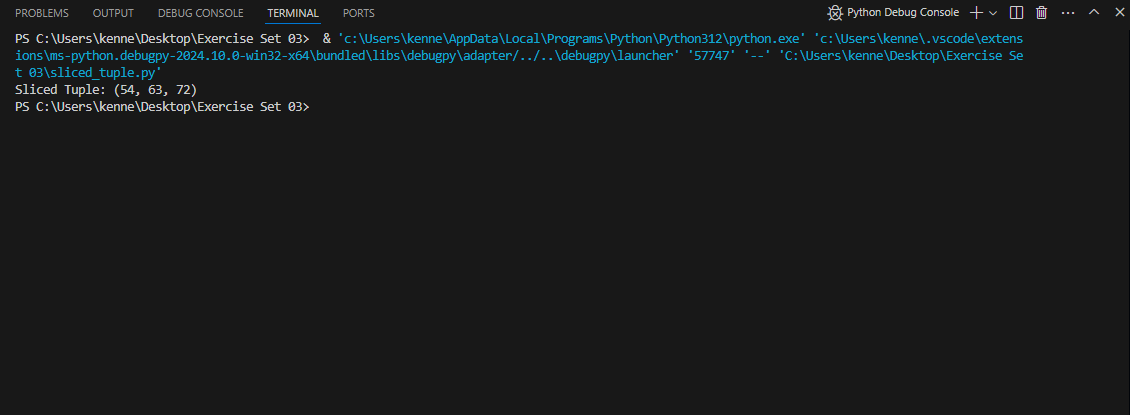 PROBLEMS OUTPUT DEBUG CONSOLE TERMINAL PORTS Python Debug Console
PS C:\Users\kenne\Desktop\Exercise Set 03>  & 'c:\Users\kenne\AppData\Local\Programs\Python\Python312\python.exe' 'c:\Users\kenne\.vscode\extens
ions\ms-python.debugpy-2024.10.0-win32-x64\bundled\libs\debugpy\adapter/../..\debugpy\launcher' '57747' '--' 'C:\Users\kenne\Desktop\Exercise Se
t 03\sliced_tuple.py'
Sliced Tuple: (54, 63, 72)
PS C:\Users\kenne\Desktop\Exercise Set 03>